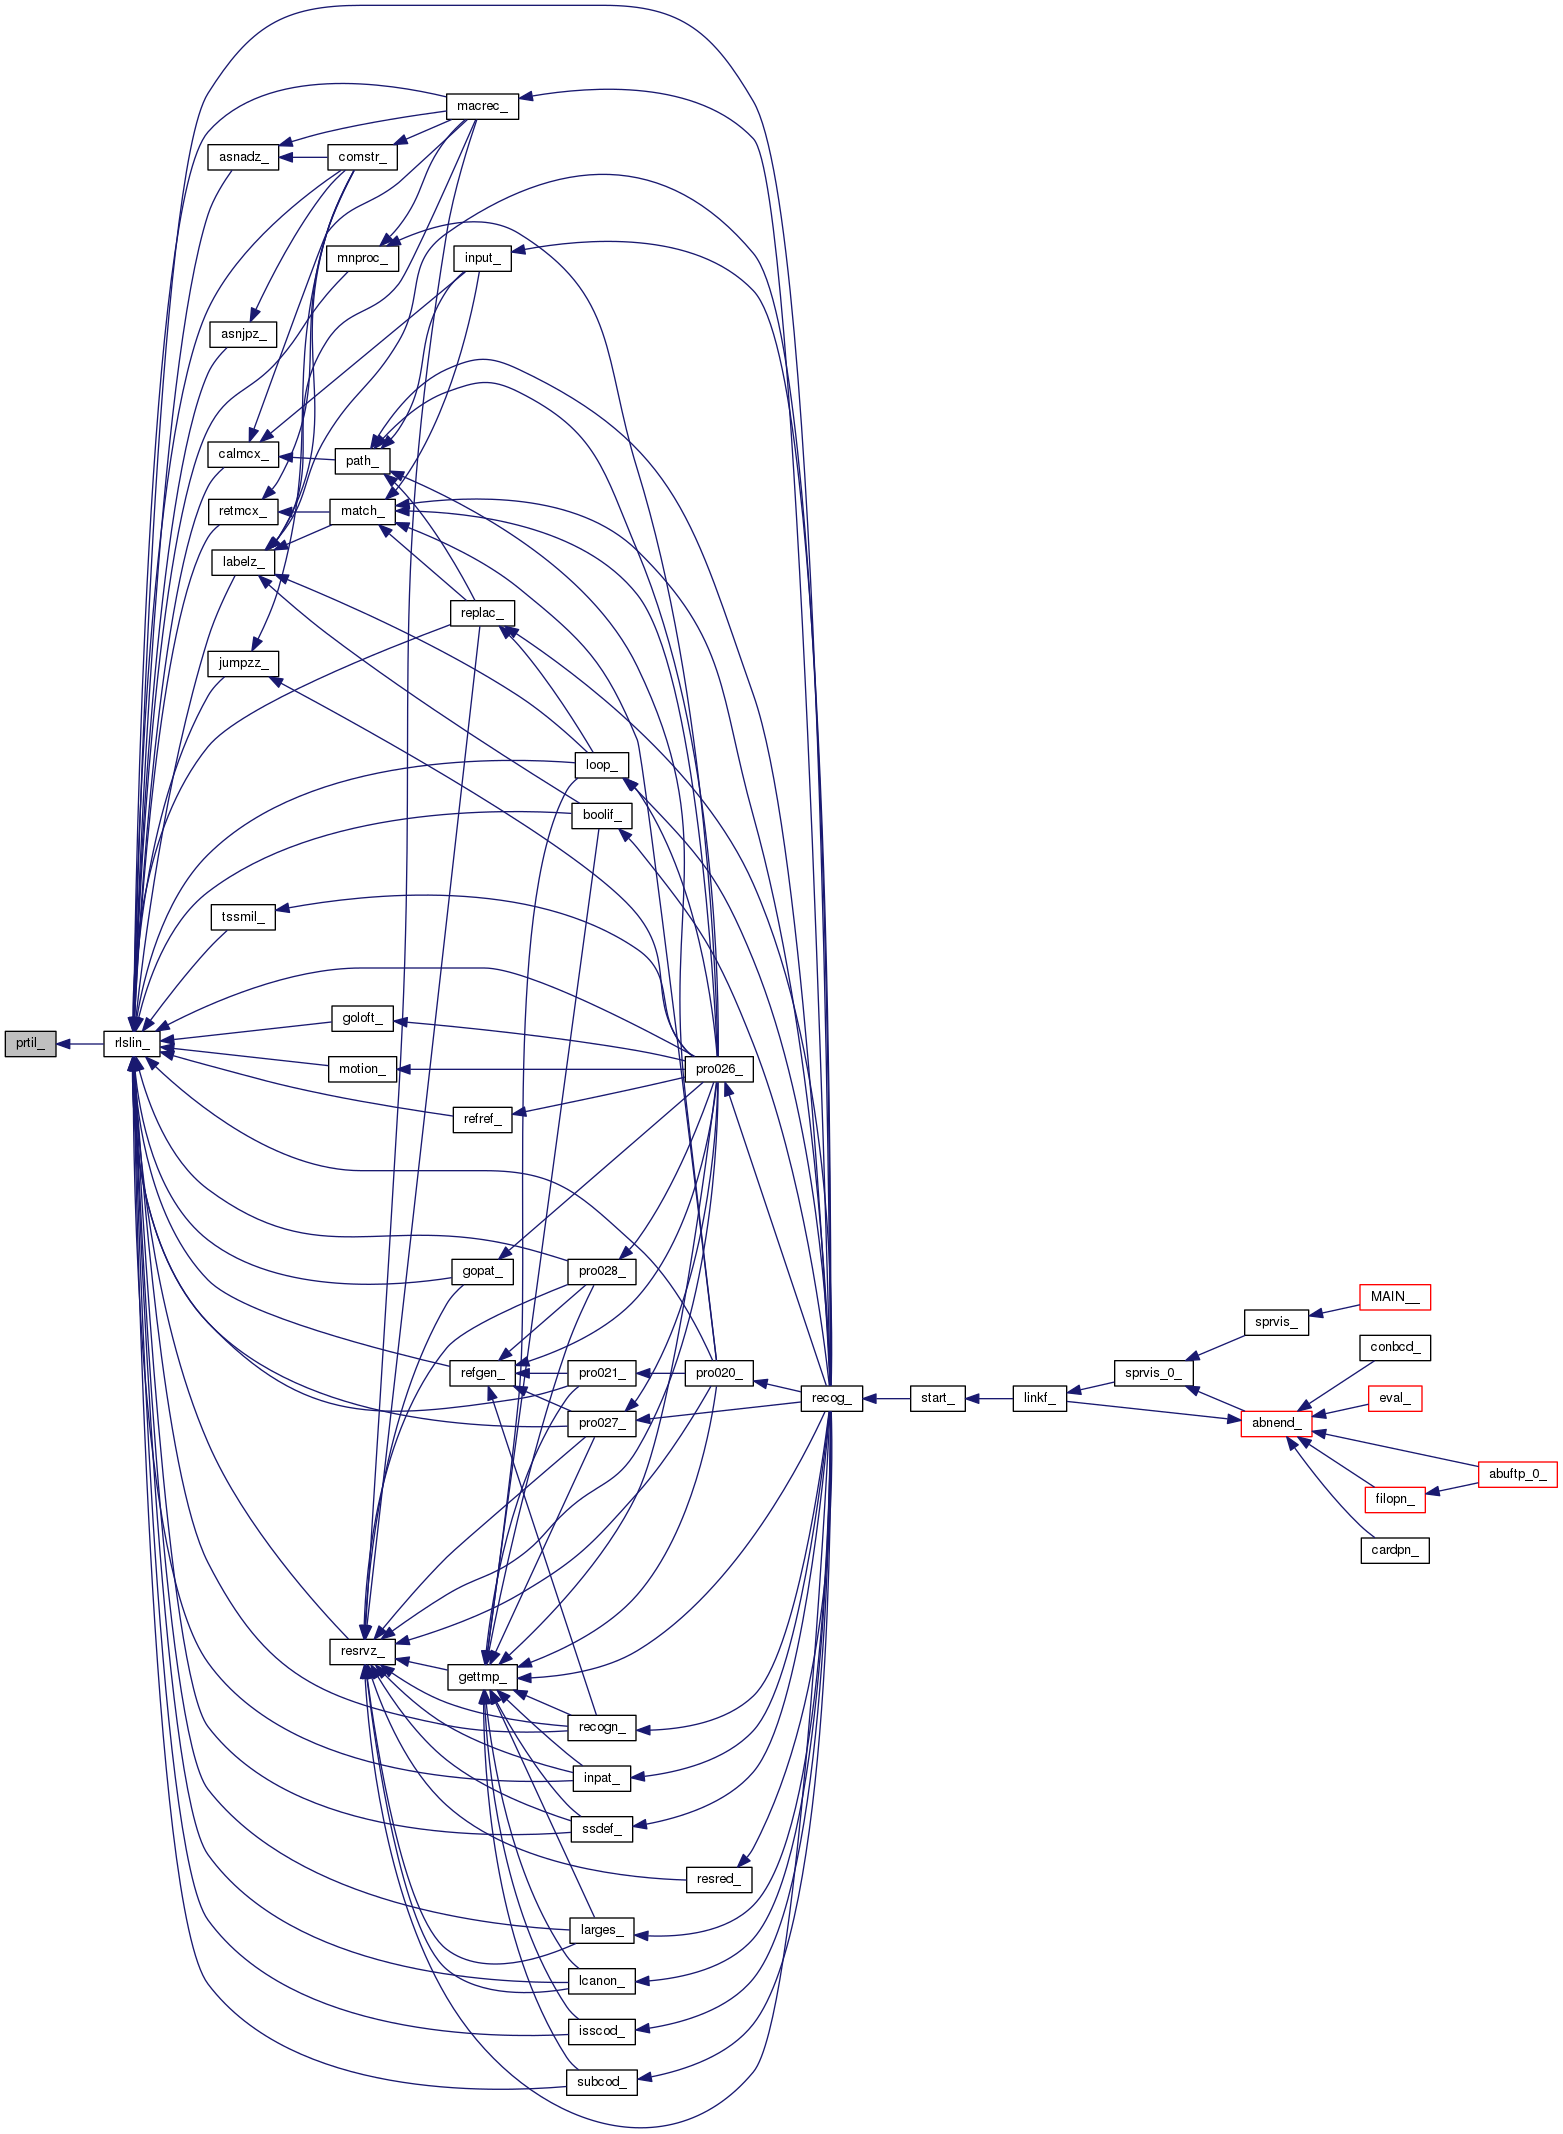 macrec_
asnadz_
comstr_
mnproc_
input_
asnjpz_
calmcx_
path_
retmcx_
match_
labelz_
replac_
jumpzz_
loop_
boolif_
tssmil_
goloft_
prtil_
rlslin_
motion_
pro026_
refref_
gopat_
pro028_
MAIN__
sprvis_
conbcd_
refgen_
pro021_
pro020_
sprvis_0_
recog_
start_
linkf_
eval_
pro027_
abnend_
abuftp_0_
filopn_
cardpn_
resrvz_
gettmp_
recogn_
inpat_
ssdef_
resred_
larges_
lcanon_
isscod_
subcod_